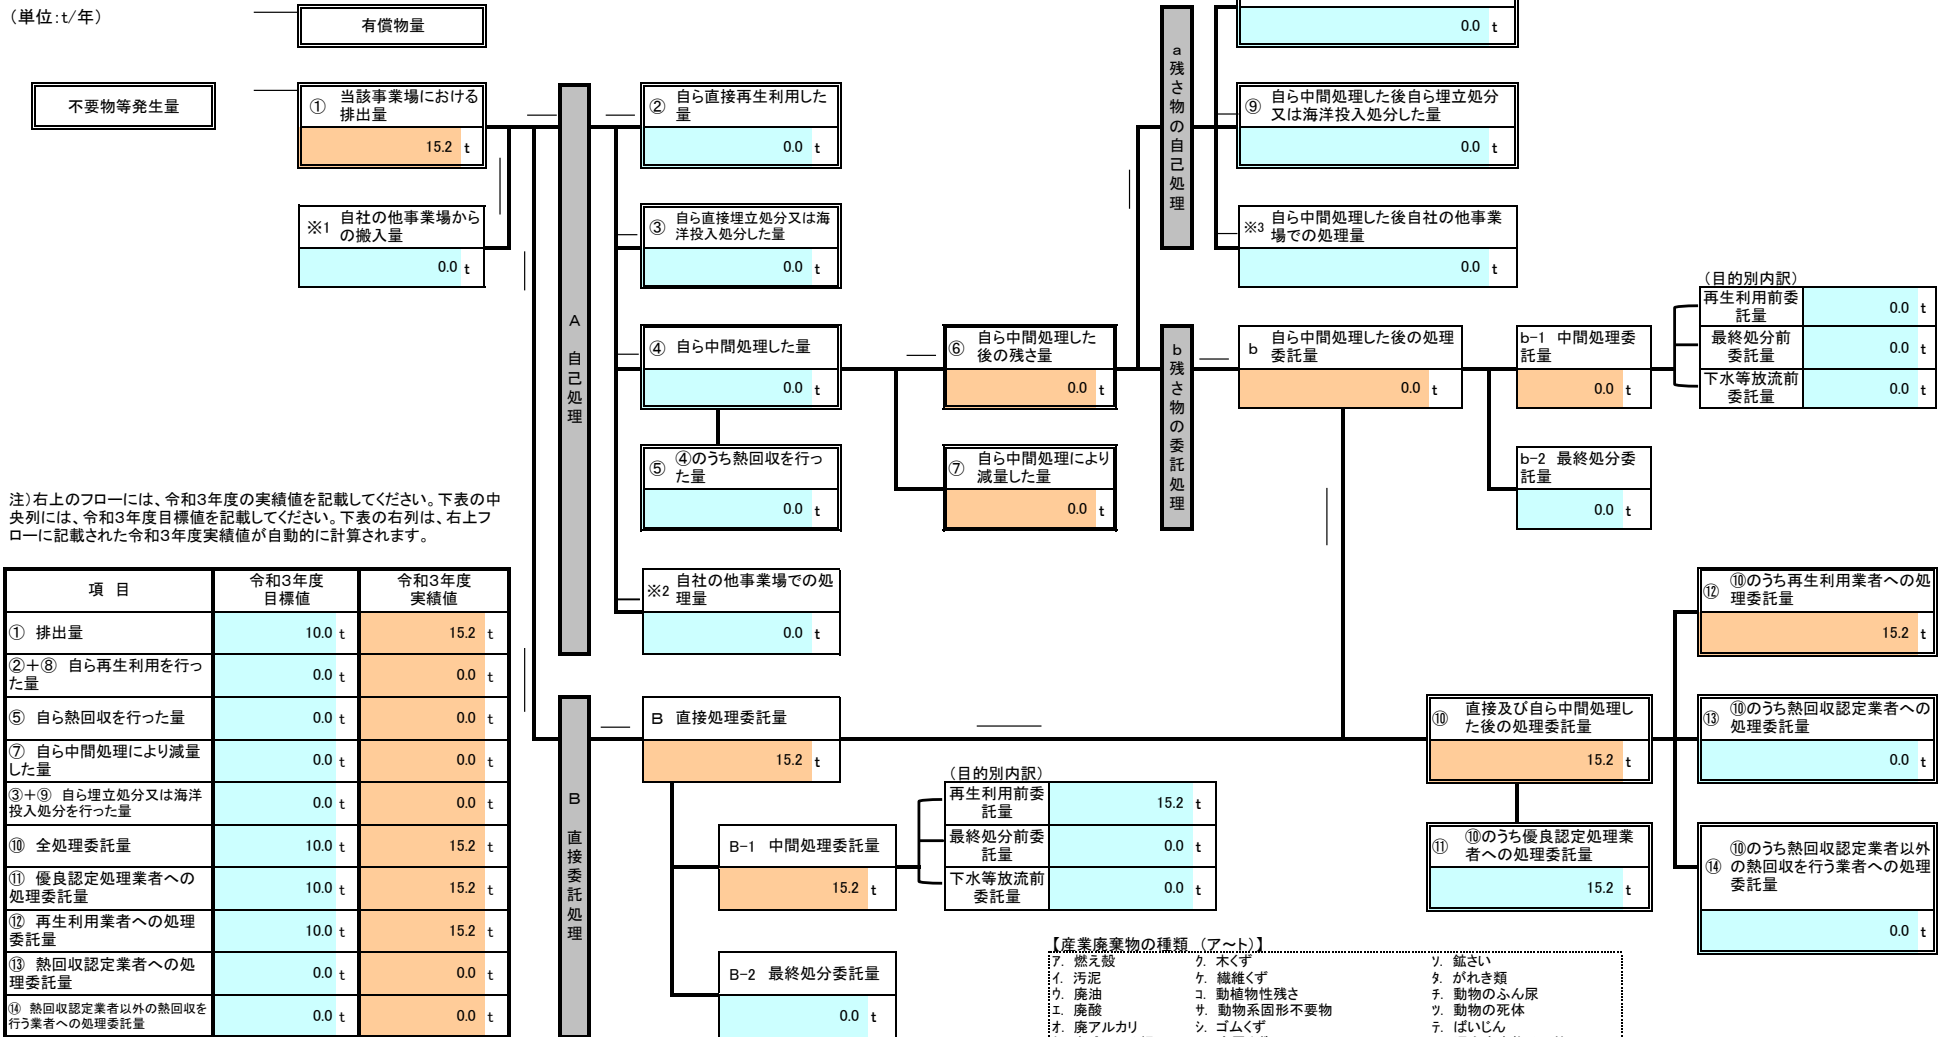 （単位:t/年）
有償物量
不要物等発生量
① 当該事業場における
排出量
15.2 t
※1 自社の他事業場から
の搬入量
0.0 t
A 自己処理
② 自ら直接再生利用した
量
0.0 t
③ 自ら直接埋立処分又は海
洋投入処分した量
0.0 t
④ 自ら中間処理した量
0.0 t
⑤ ④のうち熱回収を行っ
た量
0.0 t
※2 自社の他事業場での処
理量
0.0 t
⑥ 自ら中間処理した
後の残さ量
0.0 t
⑦ 自ら中間処理により
減量した量
0.0 t
a 残さ物の自己処理
0.0 t
⑨ 自ら中間処理した後自ら埋立処分
又は海洋投入処分した量
0.0 t
※3 自ら中間処理した後自社の他事業
場での処理量
0.0 t
b 残さ物の委託処理
b 自ら中間処理した後の処理
委託量
0.0 t
b-1 中間処理委
託量
0.0 t
b-2 最終処分委
託量
0.0 t
（目的別内訳）
再生利用前委
託量
0.0 t
最終処分前
委託量
0.0 t
下水等放流前
委託量
0.0 t
注）右上のフローには、令和3年度の実績値を記載してください。下表の中
央列には、令和3年度目標値を記載してください。下表の右列は、右上フ
ローに記載された令和3年度実績値が自動的に計算されます。
項 目
令和3年度
目標値
令和3年度
実績値
① 排出量
10.0 t
15.2 t
②＋⑧ 自ら再生利用を行っ
た量
0.0 t
0.0 t
⑤ 自ら熱回収を行った量
0.0 t
0.0 t
⑦ 自ら中間処理により減量
した量
0.0 t
0.0 t
③＋⑨ 自ら埋立処分又は海洋
投入処分を行った量
0.0 t
0.0 t
⑩ 全処理委託量
10.0 t
15.2 t
⑪ 優良認定処理業者への
処理委託量
10.0 t
15.2 t
⑫ 再生利用業者への処理
委託量
10.0 t
15.2 t
⑬ 熱回収認定業者への処
理委託量
0.0 t
0.0 t
⑭ 熱回収認定業者以外の熱回収を
行う業者への処理委託量
0.0 t
0.0 t
B 直接委託処理
B 直接処理委託量
15.2 t
B-1 中間処理委託量
15.2 t
B-2 最終処分委託量
0.0 t
（目的別内訳）
再生利用前委
託量
15.2 t
最終処分前委
託量
0.0 t
下水等放流前
委託量
0.0 t
⑩ 直接及び自ら中間処理し
た後の処理委託量
15.2 t
⑪ ⑩のうち優良認定処理業
者への処理委託量
15.2 t
⑫ ⑩のうち再生利用業者への処
理委託量
15.2 t
⑬ ⑩のうち熱回収認定業者への
処理委託量
0.0 t
⑭ ⑩のうち熱回収認定業者以外
の熱回収を行う業者への処理
委託量
0.0 t
【産業廃棄物の種類 （ア～ト）】
ア. 燃え殻
イ. 汚泥
ウ. 廃油
エ. 廃酸
オ. 廃アルカリ
ク. 木くず
ケ. 繊維くず
コ. 動植物性残さ
サ. 動物系固形不要物
シ. ゴムくず
ソ. 鉱さい
タ. がれき類
チ. 動物のふん尿
ツ. 動物の死体
テ. ばいじん